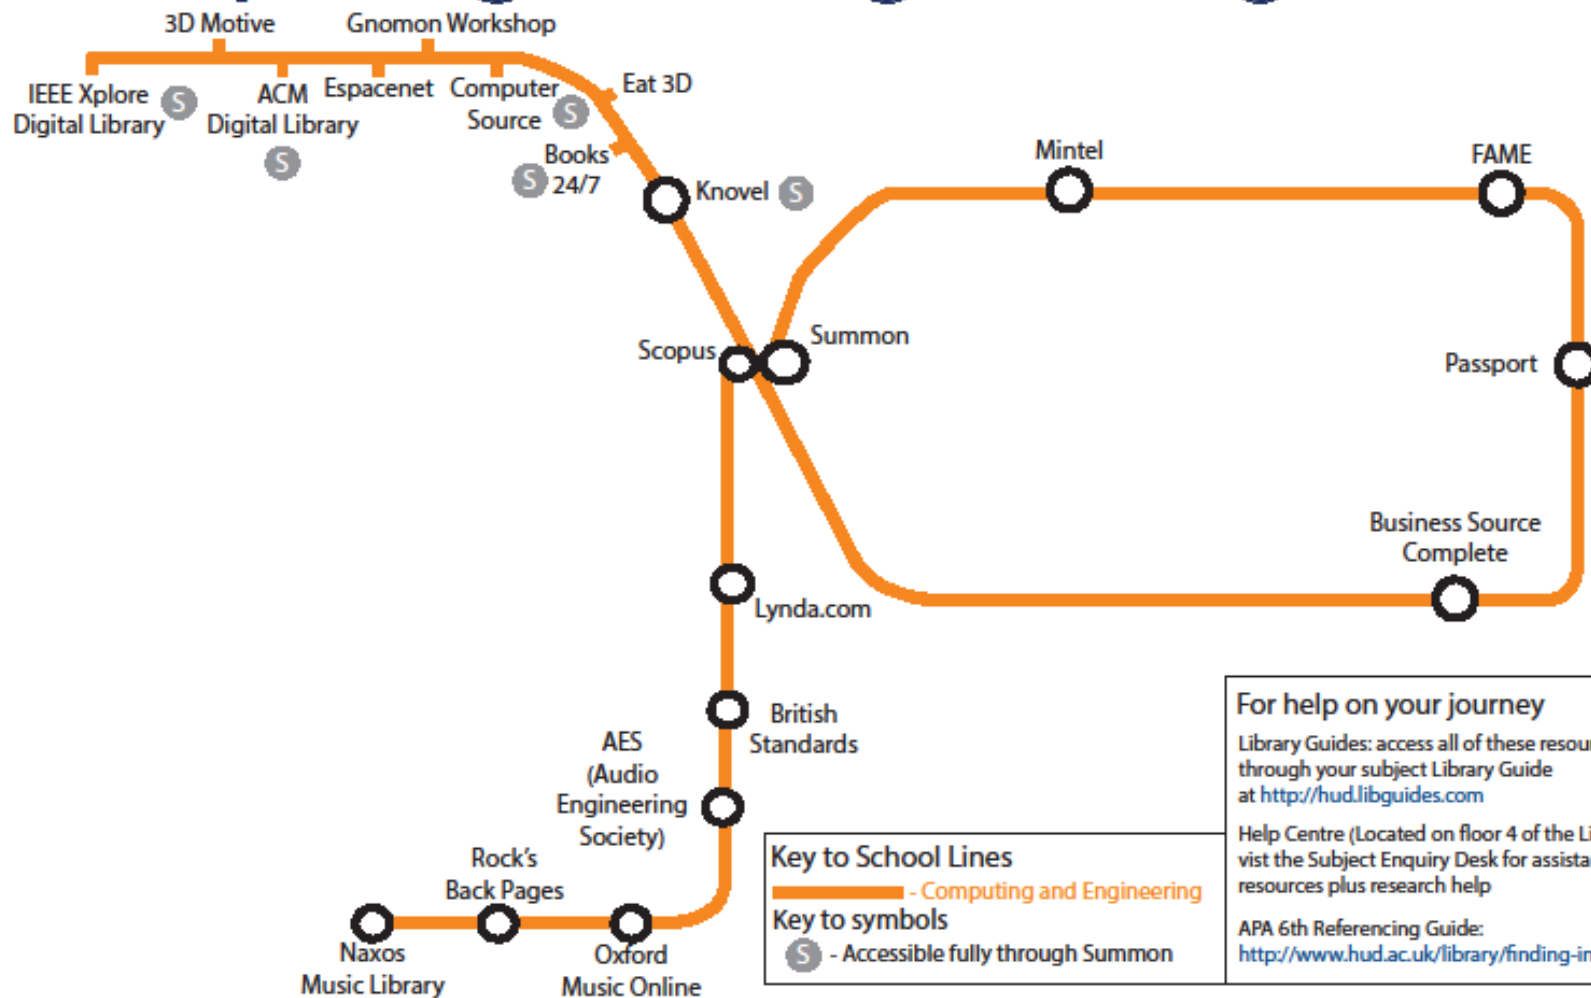 3D Motive
Gnomon Workshop
IEEE Xplore
Digital Library
S
ACM
Digital Library
S
Espacenet
Computer
Source
S
Eat 3D
Books
24/7
S
Knovel
S
Mintel
FAME
Scopus
Summon
Passport
Business Source
Complete
Lynda.com
British
Standards
AES
(Audio
Engineering
Society)
Rock's
Back Pages
Naxos
Music Library
Oxford
Music Online
Key to School Lines
- Computing and Engineering
Key to symbols
S - Accessible fully through Summon
For help on your journey
Library Guides: access all of these
through your subject Library Guide
at http://hud.libguides.com
Help Centre (Located on floor 4 of the
vist the Subject Enquiry Desk for
resources plus research help
APA 6th Referencing Guide:
http://www.hud.ac.uk/library/finding-in